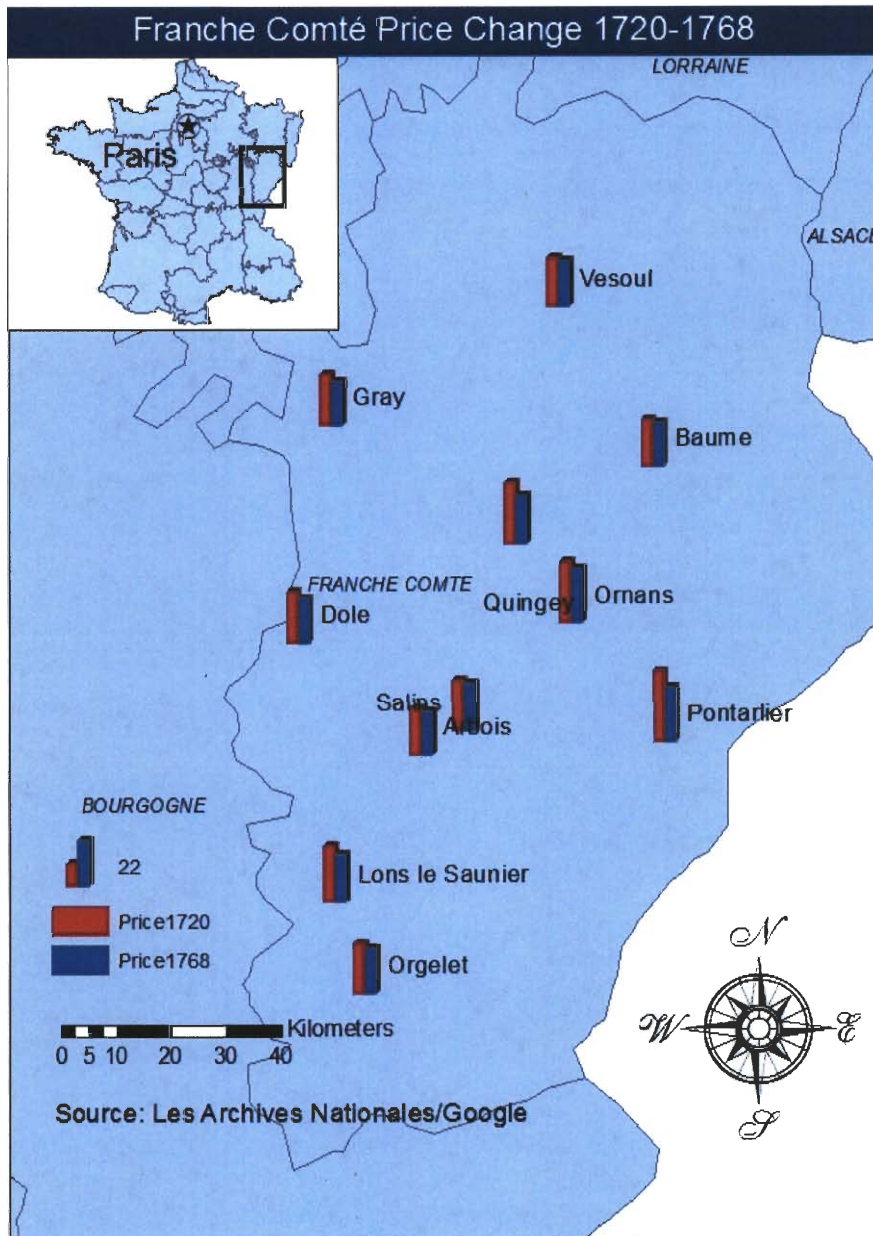 Franche Comté Price Change 1720-1768
LORRAINE
Paris
ALSACE
Vesoul
Gray
Baume
FRANCHE COMTE
Quingey
Ornans
Dole
Salins
Arbois
Pontarlier
BOURGOGNE
22
Lons le Saunier
Price1720
Price1768
Orgelet
N
W
E
S
Kilometers
0 5 10 20 30 40
Source: Les Archives Nationales/Google